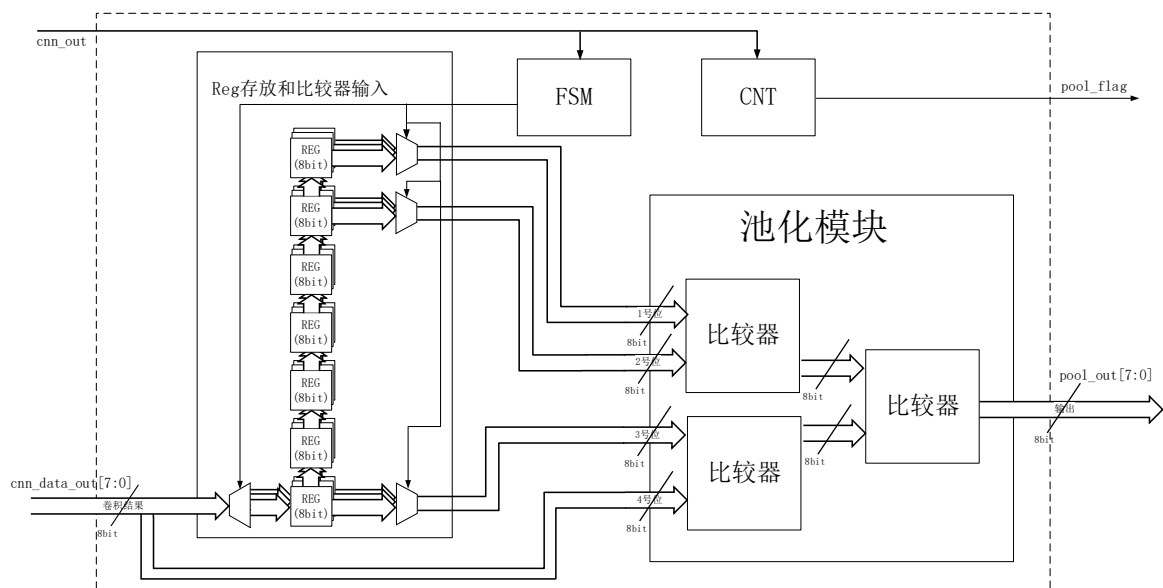 cnn_out
Reg存放和比较器输入
FSM
CNT
pool_flag
REG
(8bit)
REG
(8bit)
REG
(8bit)
REG
(8bit)
REG
(8bit)
REG
(8bit)
REG
(8bit)
池化模块
1号位
8bit
2号位
8bit
比较器
8bit
3号位
8bit
4号位
8bit
比较器
8bit
比较器
pool_out[7:0]
输出
8bit
cnn_data_out[7:0]
卷积结果
8bit